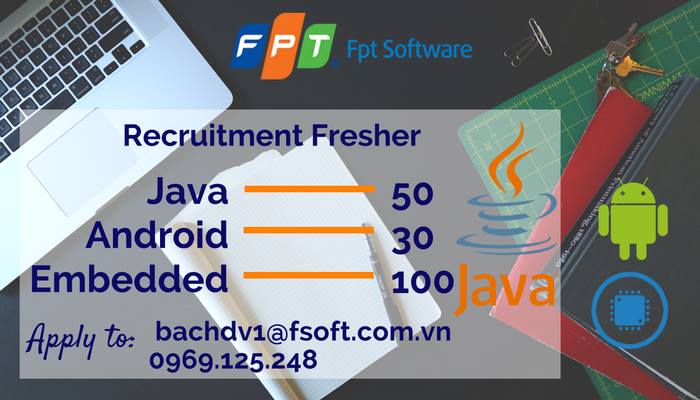 FPT Fpt Software
Recruitment Fresher
Java 50
Android 30
Embedded 100
Java
Apply to: bachdv1@fsoft.com.vn
0969.125.248